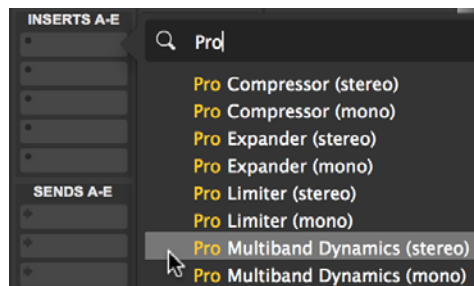 INSERTS A-E
Pro
Pro Compressor (stereo)
Pro Compressor (mono)
Pro Expander (stereo)
Pro Expander (mono)
Pro Limiter (stereo)
Pro Limiter (mono)
SENDS A-E
Pro Multiband Dynamics (stereo)
Pro Multiband Dynamics (mono)